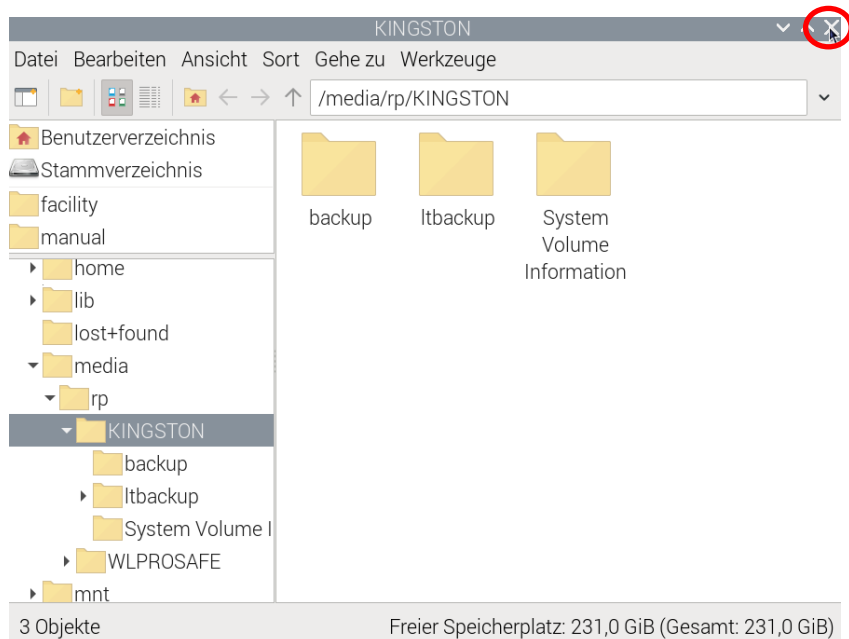 KINGSTON
Datei Bearbeiten Ansicht Sort Gehe zu Werkzeuge
/media/rp/KINGSTON
Benutzerverzeichnis
Stammverzeichnis
facility
manual
home
lib
lost+found
media
rp
KINGSTON
backup
ltbackup
System Volume I
WLPROSAFE
mnt
backup
ltbackup
System
Volume
Information
3 Objekte
Freier Speicherplatz: 231,0 GiB (Gesamt: 231,0 GiB)